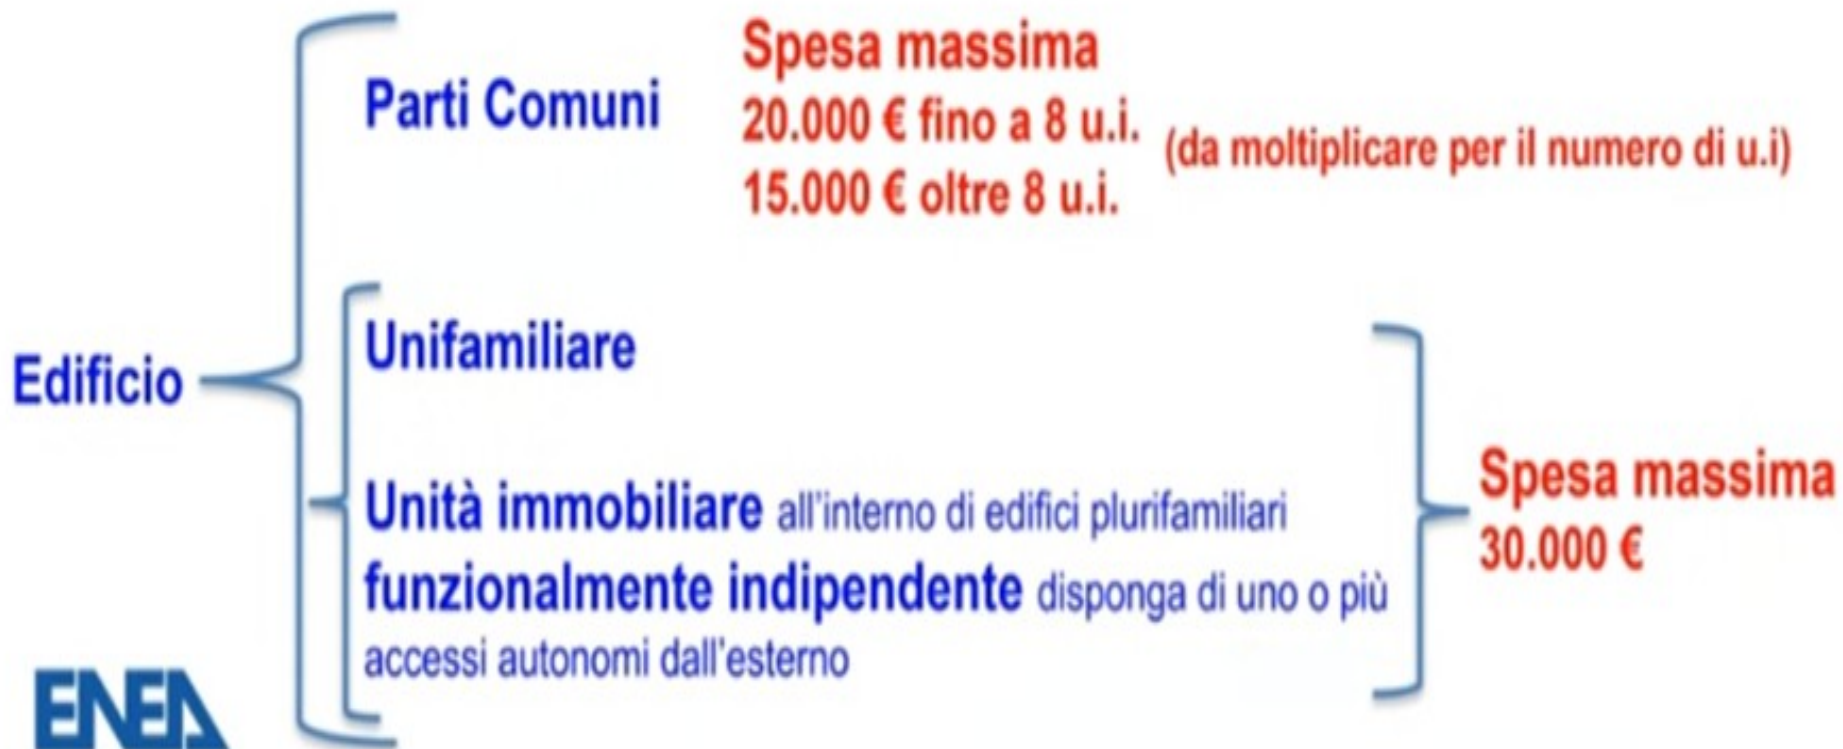 Spesa massima
Parti Comuni
20.000 € fino a 8 u.i.
(da moltiplicare per il numero di u.i)
15.000 € oltre 8 u.i.
Edificio
Unifamiliare
Unità immobiliare all'interno di edifici plurifamiliari
funzionalmente indipendente disponga di uno o più
accessi autonomi dall'esterno
Spesa massima
30.000 €
ENEA